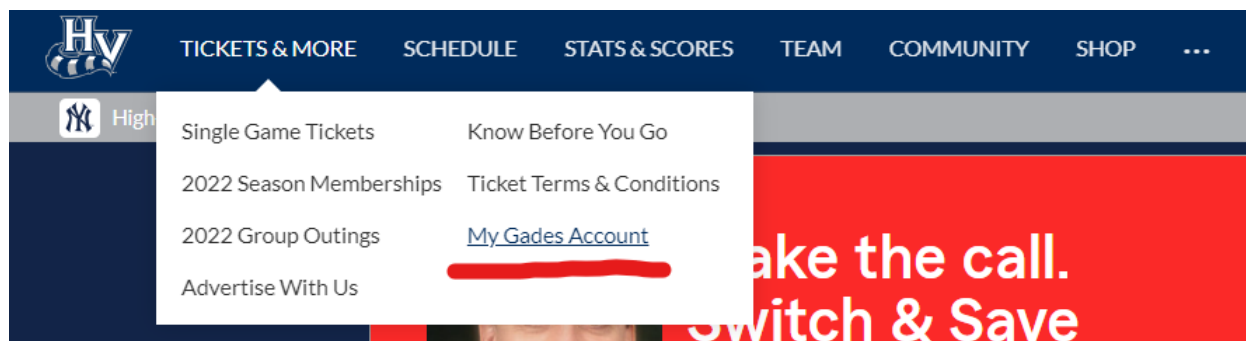 HV
TICKETS & MORE SCHEDULE STATS & SCORES TEAM COMMUNITY SHOP ...
NY High-
Single Game Tickets Know Before You Go
2022 Season Memberships Ticket Terms & Conditions
2022 Group Outings My Gades Account
Advertise With Us
ake the call.
Switch & Save